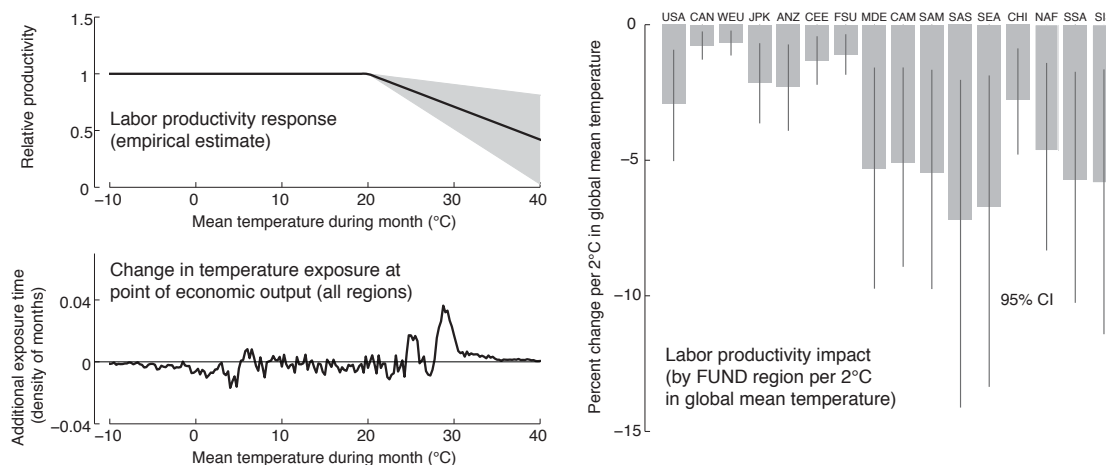 1.5
1
0.5
0
Relative productivity
Labor productivity response
(empirical estimate)
−10 0 10 20 30 40
Mean temperature during month (°C)
Change in temperature exposure at
point of economic output (all regions)
0.04
0
−0.04
Additional exposure time
(density of months)
−10 0 10 20 30 40
Mean temperature during month (°C)
USA CAN WEU JPK ANZ CEE FSU MDE CAM SAM SAS SEA CHI NAF SSA SI
0
−5
−10
−15
Percent change per 2°C in global mean temperature
95% CI
Labor productivity impact
(by FUND region per 2°C
in global mean temperature)